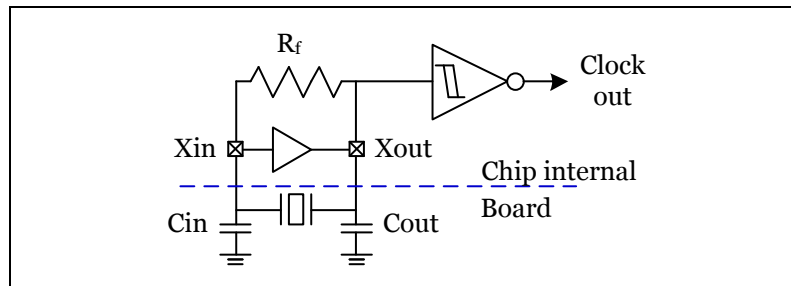 Rf
Clock
out
Xin
Xout
Chip internal
Board
Cin
Cout